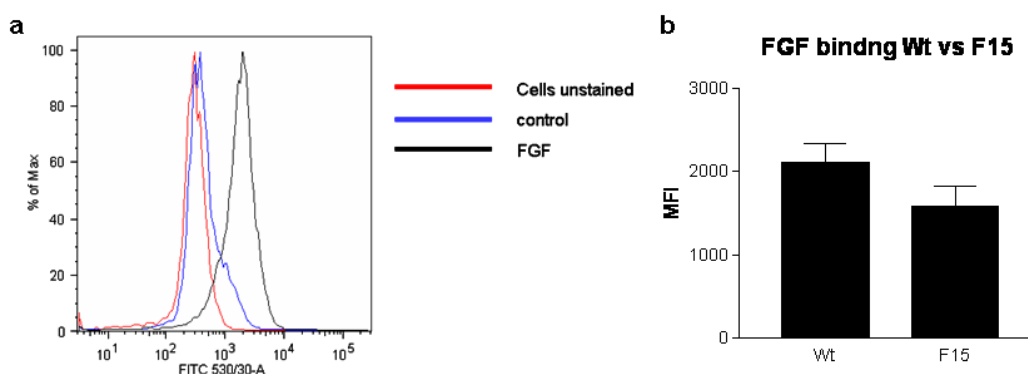 a
100
80
60
40
20
0
% of Max
10^1 10^2 10^3 10^4 10^5
FITC 530/30-A
Cells unstained
control
FGF
b
FGF bindng Wt vs F15
3000
2000
1000
0
MFI
Wt F15